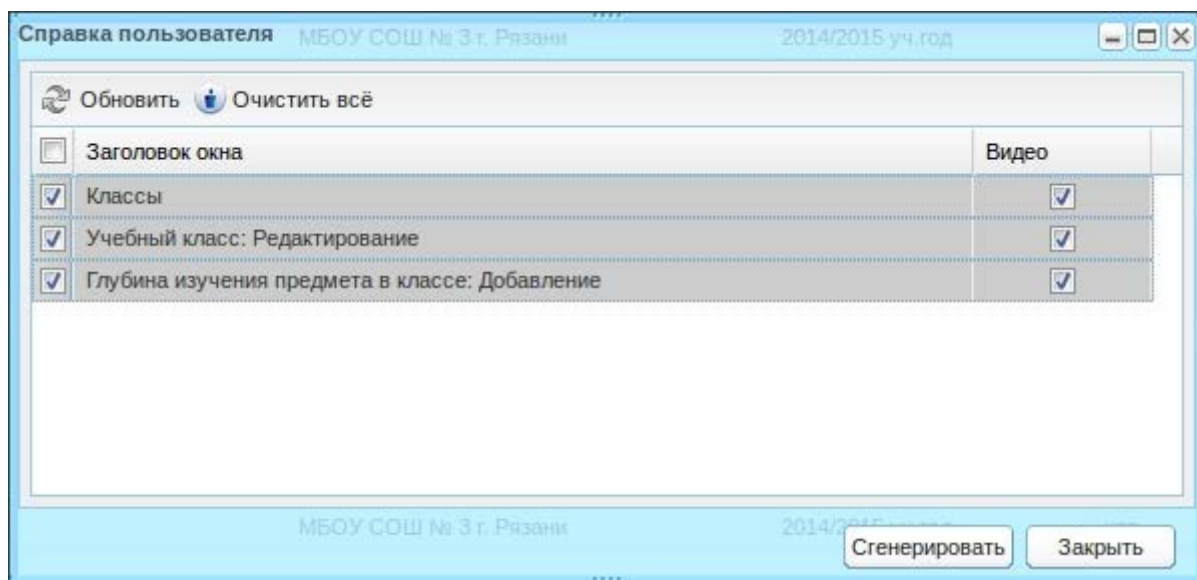 Справка пользователя МБОУ СОШ № 3 г. Рязани 2014/2015 уч.год
Обновить Очистить всё
Заголовок окна Видео
Классы
Учебный класс: Редактирование
Глубина изучения предмета в классе: Добавление
МБОУ СОШ № 3 г. Рязани
Сгенерировать Закрыть